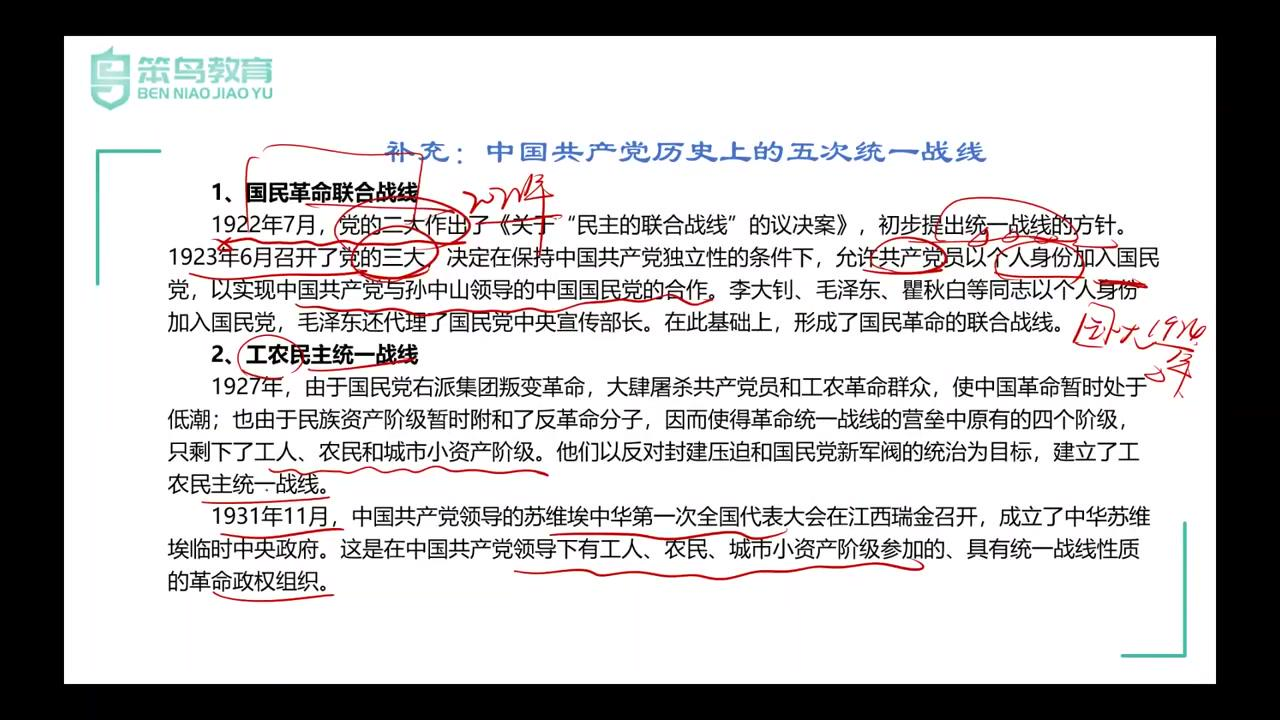 笨鸟教育
BEN NIAO JIAO YU
补充：中国共产党历史上的五次统一战线
1、国民革命联合战线
2021年
1922年7月，党的二大作出了《关于“民主的联合战线”的议决案》，初步提出统一战线的方针。
1923年6月召开了党的三大，决定在保持中国共产党独立性的条件下，允许共产党员以个人身份加入国民
党，以实现中国共产党与孙中山领导的中国国民党的合作。李大钊、毛泽东、瞿秋白等同志以个人身份
加入国民党，毛泽东还代理了国民党中央宣传部长。在此基础上，形成了国民革命的联合战线。
1924
2、工农民主统一战线
1927年，由于国民党右派集团叛变革命，大肆屠杀共产党员和工农革命群众，使中国革命暂时处于
低潮；也由于民族资产阶级暂时附和了反革命分子，因而使得革命统一战线的营垒中原有的四个阶级，
只剩下了工人、农民和城市小资产阶级。他们以反对封建压迫和国民党新军阀的统治为目标，建立了工
农民主统一战线。
1931年11月，中国共产党领导的苏维埃中华第一次全国代表大会在江西瑞金召开，成立了中华苏维
埃临时中央政府。这是在中国共产党领导下有工人、农民、城市小资产阶级参加的、具有统一战线性质
的革命政权组织。